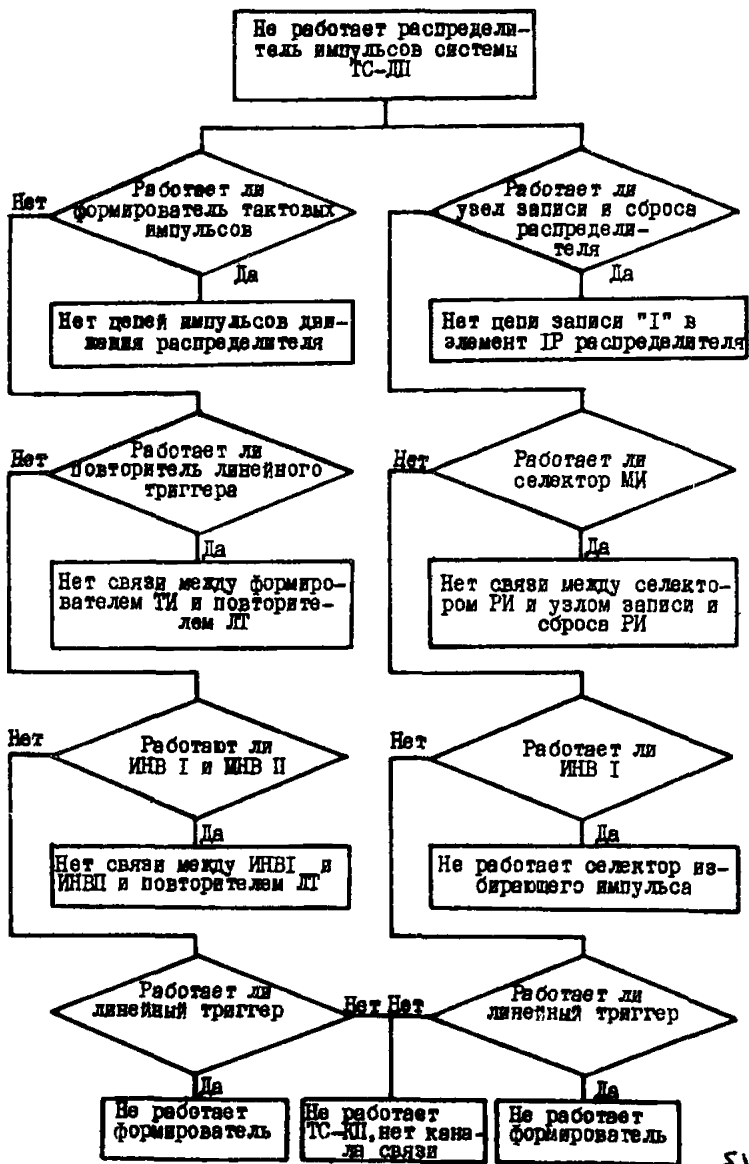 Не работает распредели-
тель импульсов системы
ТС-ЛП
Нет
Работает ли
формирователь тактовых
импульсов
Да
Нет цепей импульсов дви-
жения распределителя
Работает ли
узел записи и сброса
распредели-
теля
Да
Нет цепи записи "I" в
элемент IР распределителя
Нет
Работает ли
повторитель линейного
триггера
Да
Нет связи между формиро-
вателем ТИ и повторите-
лем ЛТ
Нет
Работает ли
селектор МИ
Да
Нет связи между селекто-
ром РИ и узлом записи и
сброса РИ
Нет
Работают ли
ИНВ I и ИНВ П
Да
Нет связи между ИНВI и
ИНВП и повторителем ЛТ
Нет
Работает ли
ИНВ I
Да
Не работает селектор из-
бирающего импульса
Работает ли
линейный триггер
Нет Нет
Работает ли
линейный триггер
Да
Не работает
формирователь
Не работает
ТС-КП, нет кана-
ла связи
Да
Не работает
формирователь